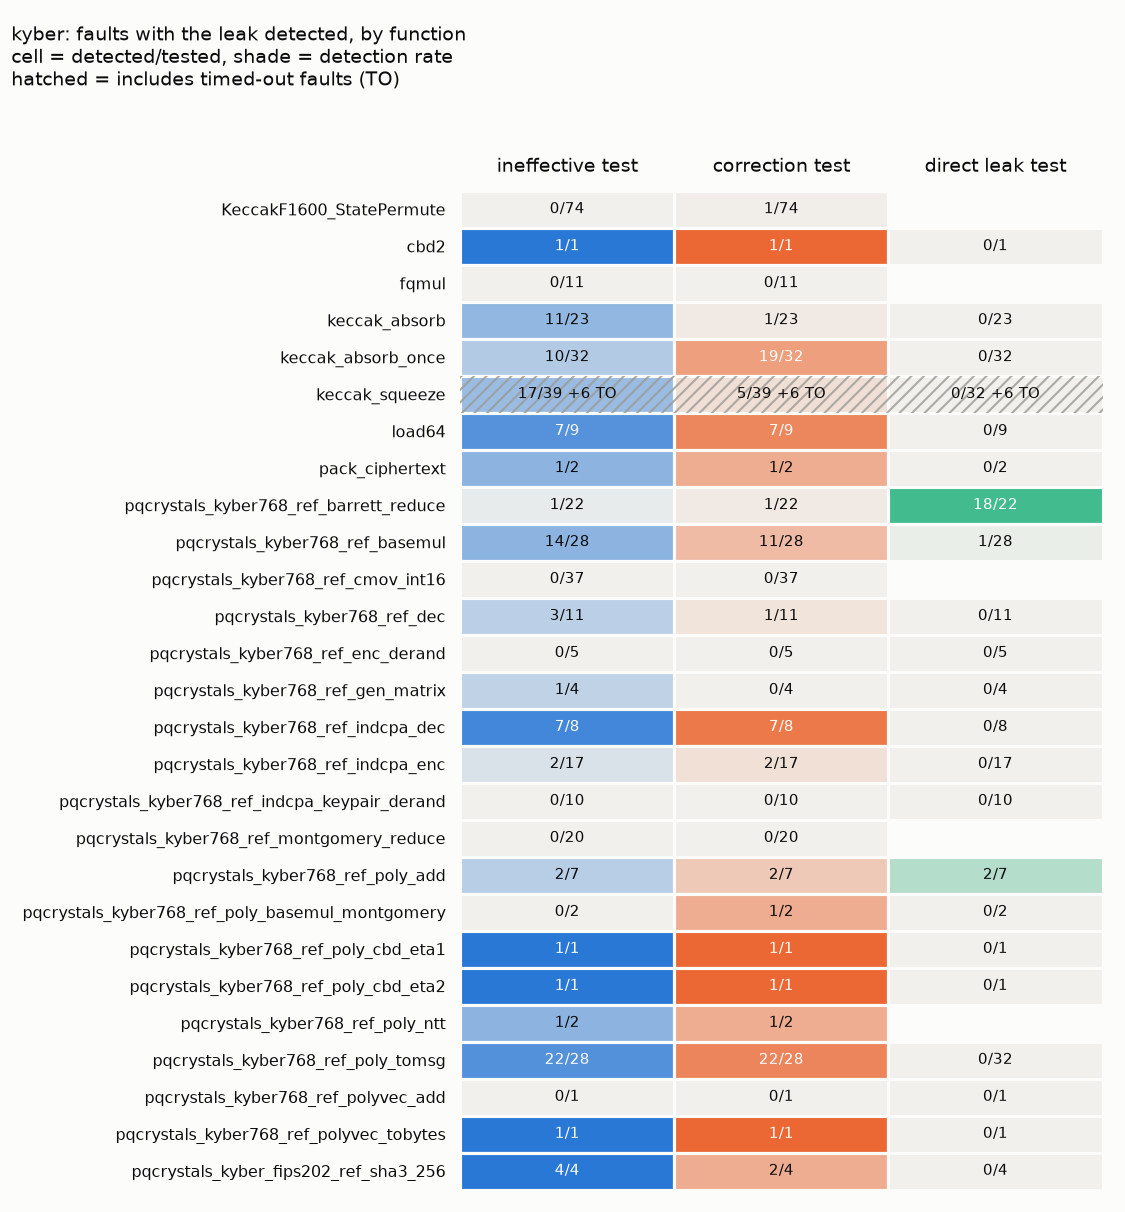 kyber: faults with the leak detected, by function
cell = detected/tested, shade = detection rate
hatched = includes timed-out faults (TO)
ineffective test correction test direct leak test
KeccakF1600_StatePermute 0/74 1/74
cbd2 1/1 1/1 0/1
fqmul 0/11 0/11
keccak_absorb 11/23 1/23 0/23
keccak_absorb_once 10/32 19/32 0/32
keccak_squeeze 17/39 +6 TO 5/39 +6 TO 0/32 +6 TO
load64 7/9 7/9 0/9
pack_ciphertext 1/2 1/2 0/2
pqcrystals_kyber768_ref_barrett_reduce 1/22 1/22 18/22
pqcrystals_kyber768_ref_basemul 14/28 11/28 1/28
pqcrystals_kyber768_ref_cmov_int16 0/37 0/37
pqcrystals_kyber768_ref_dec 3/11 1/11 0/11
pqcrystals_kyber768_ref_enc_derand 0/5 0/5 0/5
pqcrystals_kyber768_ref_gen_matrix 1/4 0/4 0/4
pqcrystals_kyber768_ref_indcpa_dec 7/8 7/8 0/8
pqcrystals_kyber768_ref_indcpa_enc 2/17 2/17 0/17
pqcrystals_kyber768_ref_indcpa_keypair_derand 0/10 0/10 0/10
pqcrystals_kyber768_ref_montgomery_reduce 0/20 0/20
pqcrystals_kyber768_ref_poly_add 2/7 2/7 2/7
pqcrystals_kyber768_ref_poly_basemul_montgomery 0/2 1/2 0/2
pqcrystals_kyber768_ref_poly_cbd_eta1 1/1 1/1 0/1
pqcrystals_kyber768_ref_poly_cbd_eta2 1/1 1/1 0/1
pqcrystals_kyber768_ref_poly_ntt 1/2 1/2
pqcrystals_kyber768_ref_poly_tomsg 22/28 22/28 0/32
pqcrystals_kyber768_ref_polyvec_add 0/1 0/1 0/1
pqcrystals_kyber768_ref_polyvec_tobytes 1/1 1/1 0/1
pqcrystals_kyber_fips202_ref_sha3_256 4/4 2/4 0/4